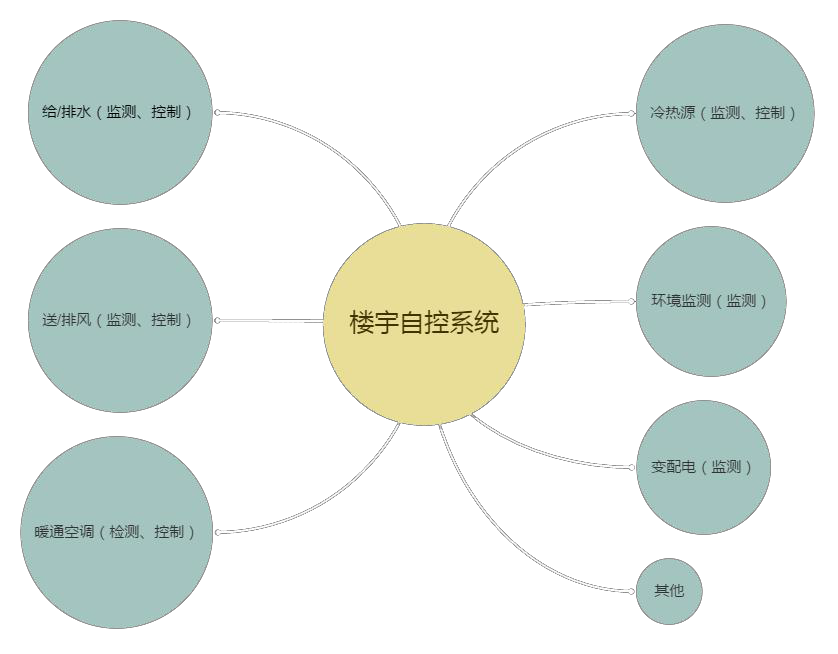 给/排水（监测、控制）
冷热源（监测、控制）
环境监测（监测）
送/排风（监测、控制）
楼宇自控系统
变配电（监测）
暖通空调（检测、控制）
其他